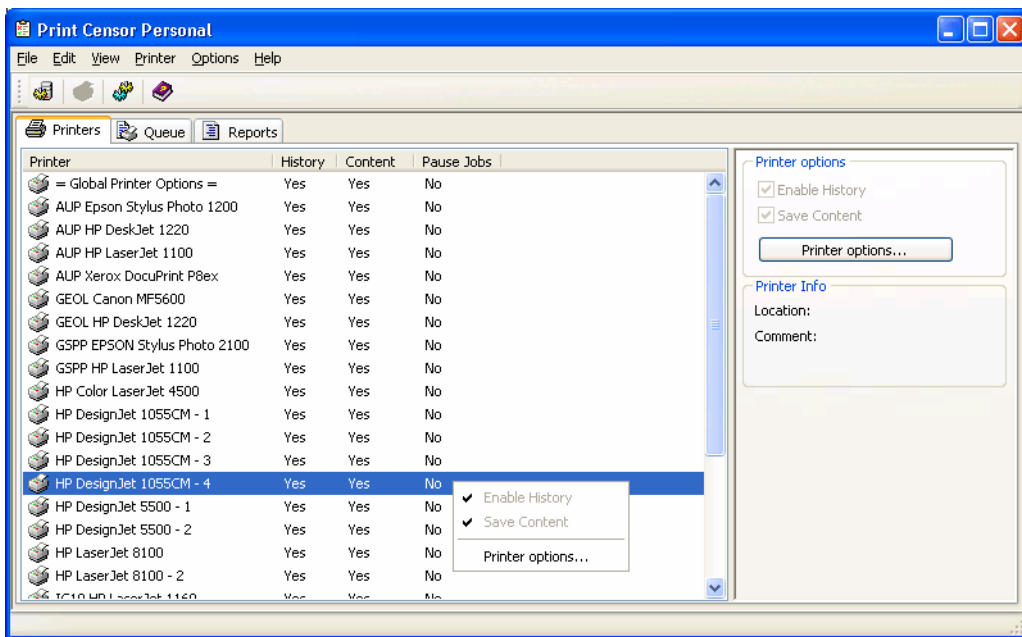 Print Censor Personal
File Edit View Printer Options Help
Printers Queue Reports
Printer History Content Pause Jobs
= Global Printer Options = Yes Yes No
AUP Epson Stylus Photo 1200 Yes Yes No
AUP HP DeskJet 1220 Yes Yes No
AUP HP LaserJet 1100 Yes Yes No
AUP Xerox DocuPrint P8ex Yes Yes No
GEOL Canon MF5600 Yes Yes No
GEOL HP DeskJet 1220 Yes Yes No
GSPP EPSON Stylus Photo 2100 Yes Yes No
GSPP HP LaserJet 1100 Yes Yes No
HP Color LaserJet 4500 Yes Yes No
HP DesignJet 1055CM - 1 Yes Yes No
HP DesignJet 1055CM - 2 Yes Yes No
HP DesignJet 1055CM - 3 Yes Yes No
HP DesignJet 1055CM - 4 Yes Yes No
HP DesignJet 5500 - 1 Yes Yes No
HP DesignJet 5500 - 2 Yes Yes No
HP LaserJet 8100 Yes Yes No
HP LaserJet 8100 - 2 Yes Yes No
IC10 HP LaserJet 1160 Yes Yes No
Enable History
Save Content
Printer options...
Printer options
Enable History
Save Content
Printer options...
Printer Info
Location:
Comment: